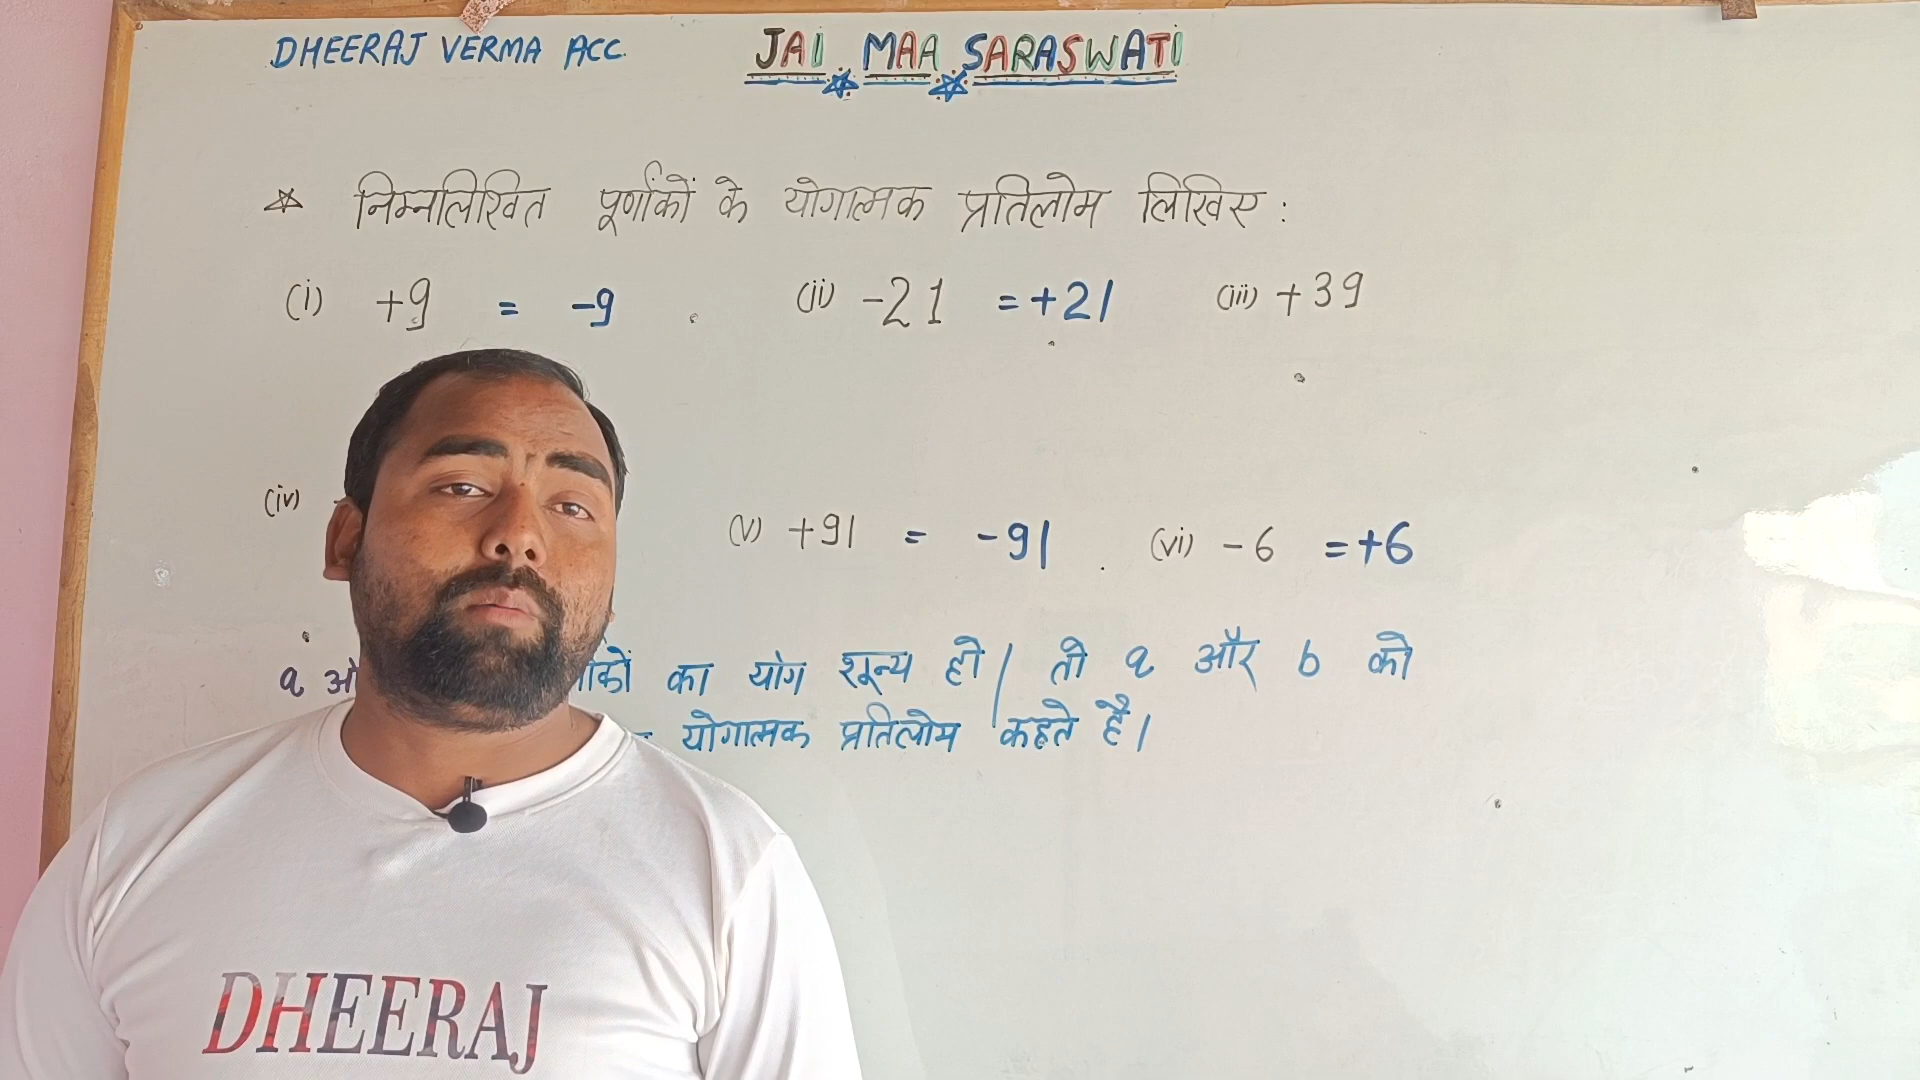 DHEERAJ VERMA ACC.
JAI MAA SARASWATI
निम्नलिखित पूर्णांकों के योगात्मक प्रतिलोम लिखिए :
(i) +9 = -9 (ii) -21 = +21 (iii) +39
(iv) (v) +91 = -91 (vi) -6 = +6
a का योग शून्य हो / तो a और b को
योगात्मक प्रतिलोम कहते है।
DHEERAJ